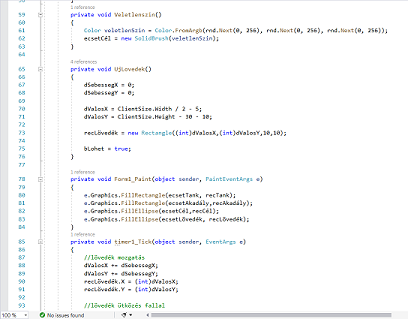 1 reference
59 private void Veletlenszin()
60 {
61 Color veletlenSzin = Color.FromArgb(rnd.Next(0, 256), rnd.Next(0, 256), rnd.Next(0, 256));
62 ecsetCél = new SolidBrush(veletlenSzin);
63 }
64
4 references
65 private void UjLovedek()
66 {
67 dSebessegX = 0;
68 dSebessegY = 0;
69
70 dValosX = ClientSize.Width / 2 - 5;
71 dValosY = ClientSize.Height - 30 - 10;
72
73 recLövedék = new Rectangle((int)dValosX,(int)dValosY,10,10);
74
75 bLohet = true;
76 }
77
1 reference
78 private void Form1_Paint(object sender, PaintEventArgs e)
79 {
80 e.Graphics.FillRectangle(ecsetTank, recTank);
81 e.Graphics.FillRectangle(ecsetAkadály,recAkadály);
82 e.Graphics.FillEllipse(ecsetCél,recCél);
83 e.Graphics.FillEllipse(ecsetLövedék, recLövedék);
84 }
1 reference
85 private void timer1_Tick(object sender, EventArgs e)
86 {
87 //lövedék mozgatás
88 dValosX += dSebessegX;
89 dValosY += dSebessegY;
90 recLövedék.X = (int)dValosX;
91 recLövedék.Y = (int)dValosY;
92
93 //lövedék ütközés fallal
100 % No issues found